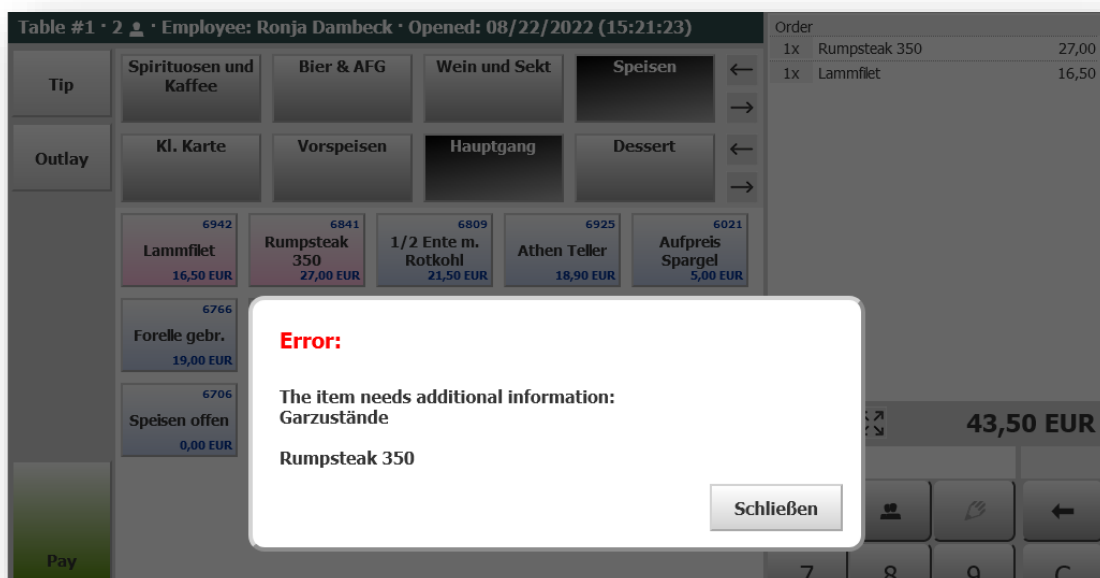 Table #1 · 2 · Employee: Ronja Dambeck · Opened: 08/22/2022 (15:21:23)
Order
1x Rumpsteak 350 27,00
1x Lammfilet 16,50
Tip
Outlay
Spirituosen und
Kaffee
Bier & AFG
Wein und Sekt
Speisen
←
→
Kl. Karte
Vorspeisen
Hauptgang
Dessert
←
→
6942
Lammfilet
16,50 EUR
6841
Rumpsteak
350
27,00 EUR
6809
1/2 Ente m.
Rotkohl
21,50 EUR
6925
Athen Teller
18,90 EUR
6021
Aufpreis
Spargel
5,00 EUR
6766
Forelle gebr.
19,00 EUR
6706
Speisen offen
0,00 EUR
Error:
The item needs additional information:
Garzustände
Rumpsteak 350
Schließen
43,50 EUR
Pay
7 8 9 C